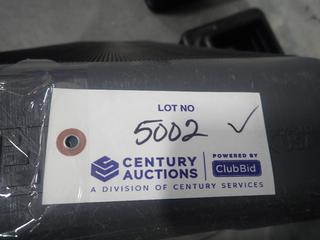 LOT NO
5002 ✓
CENTURY AUCTIONS
POWERED BY
ClubBid
A DIVISION OF CENTURY SERVICES